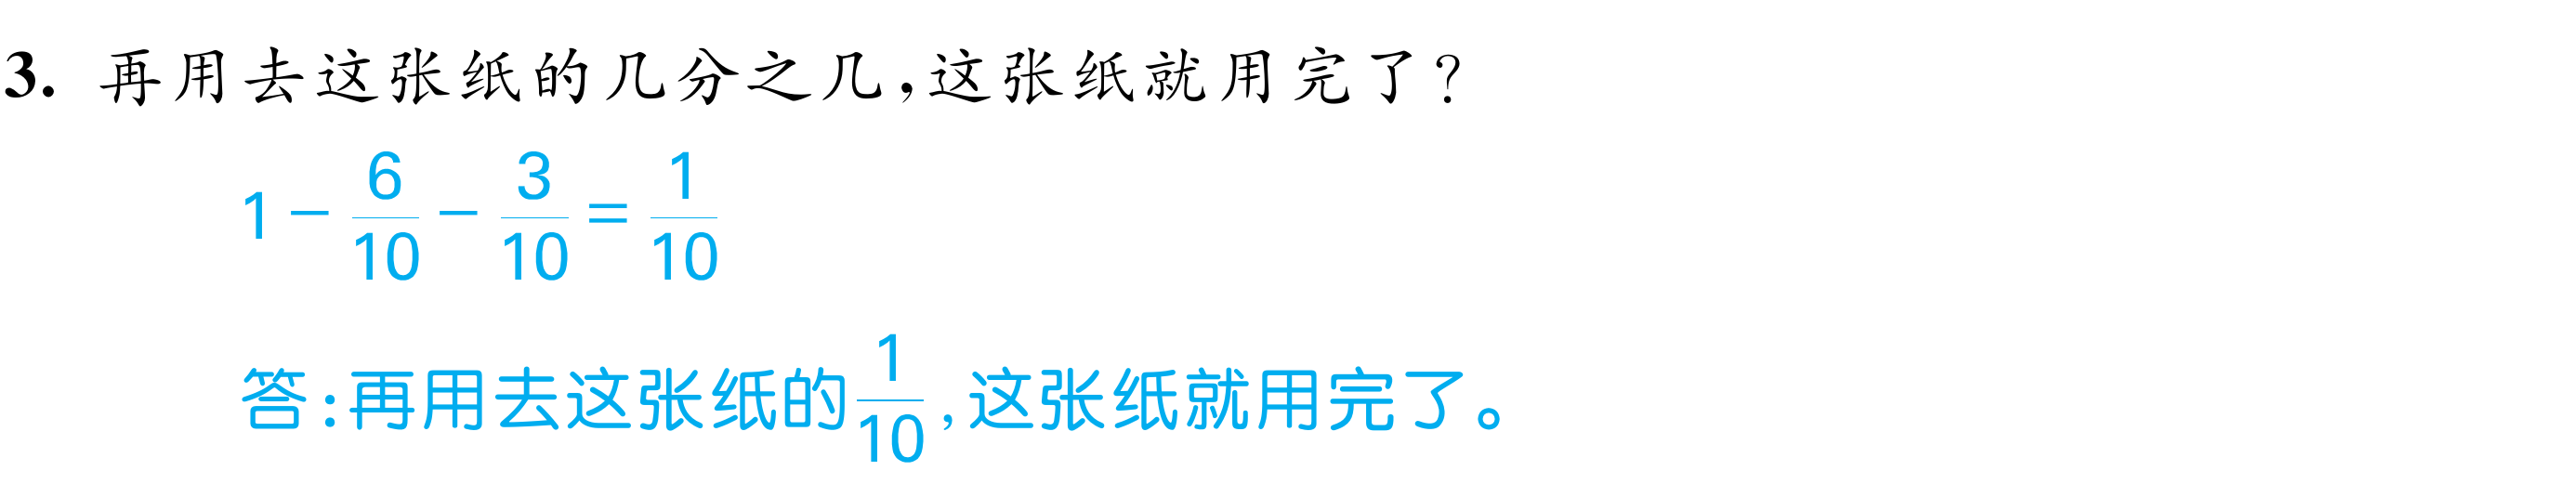 3. 再用去这张纸的几分之几,这张纸就用完了?
1 - 6/10 - 3/10 = 1/10
答:再用去这张纸的1/10,这张纸就用完了。